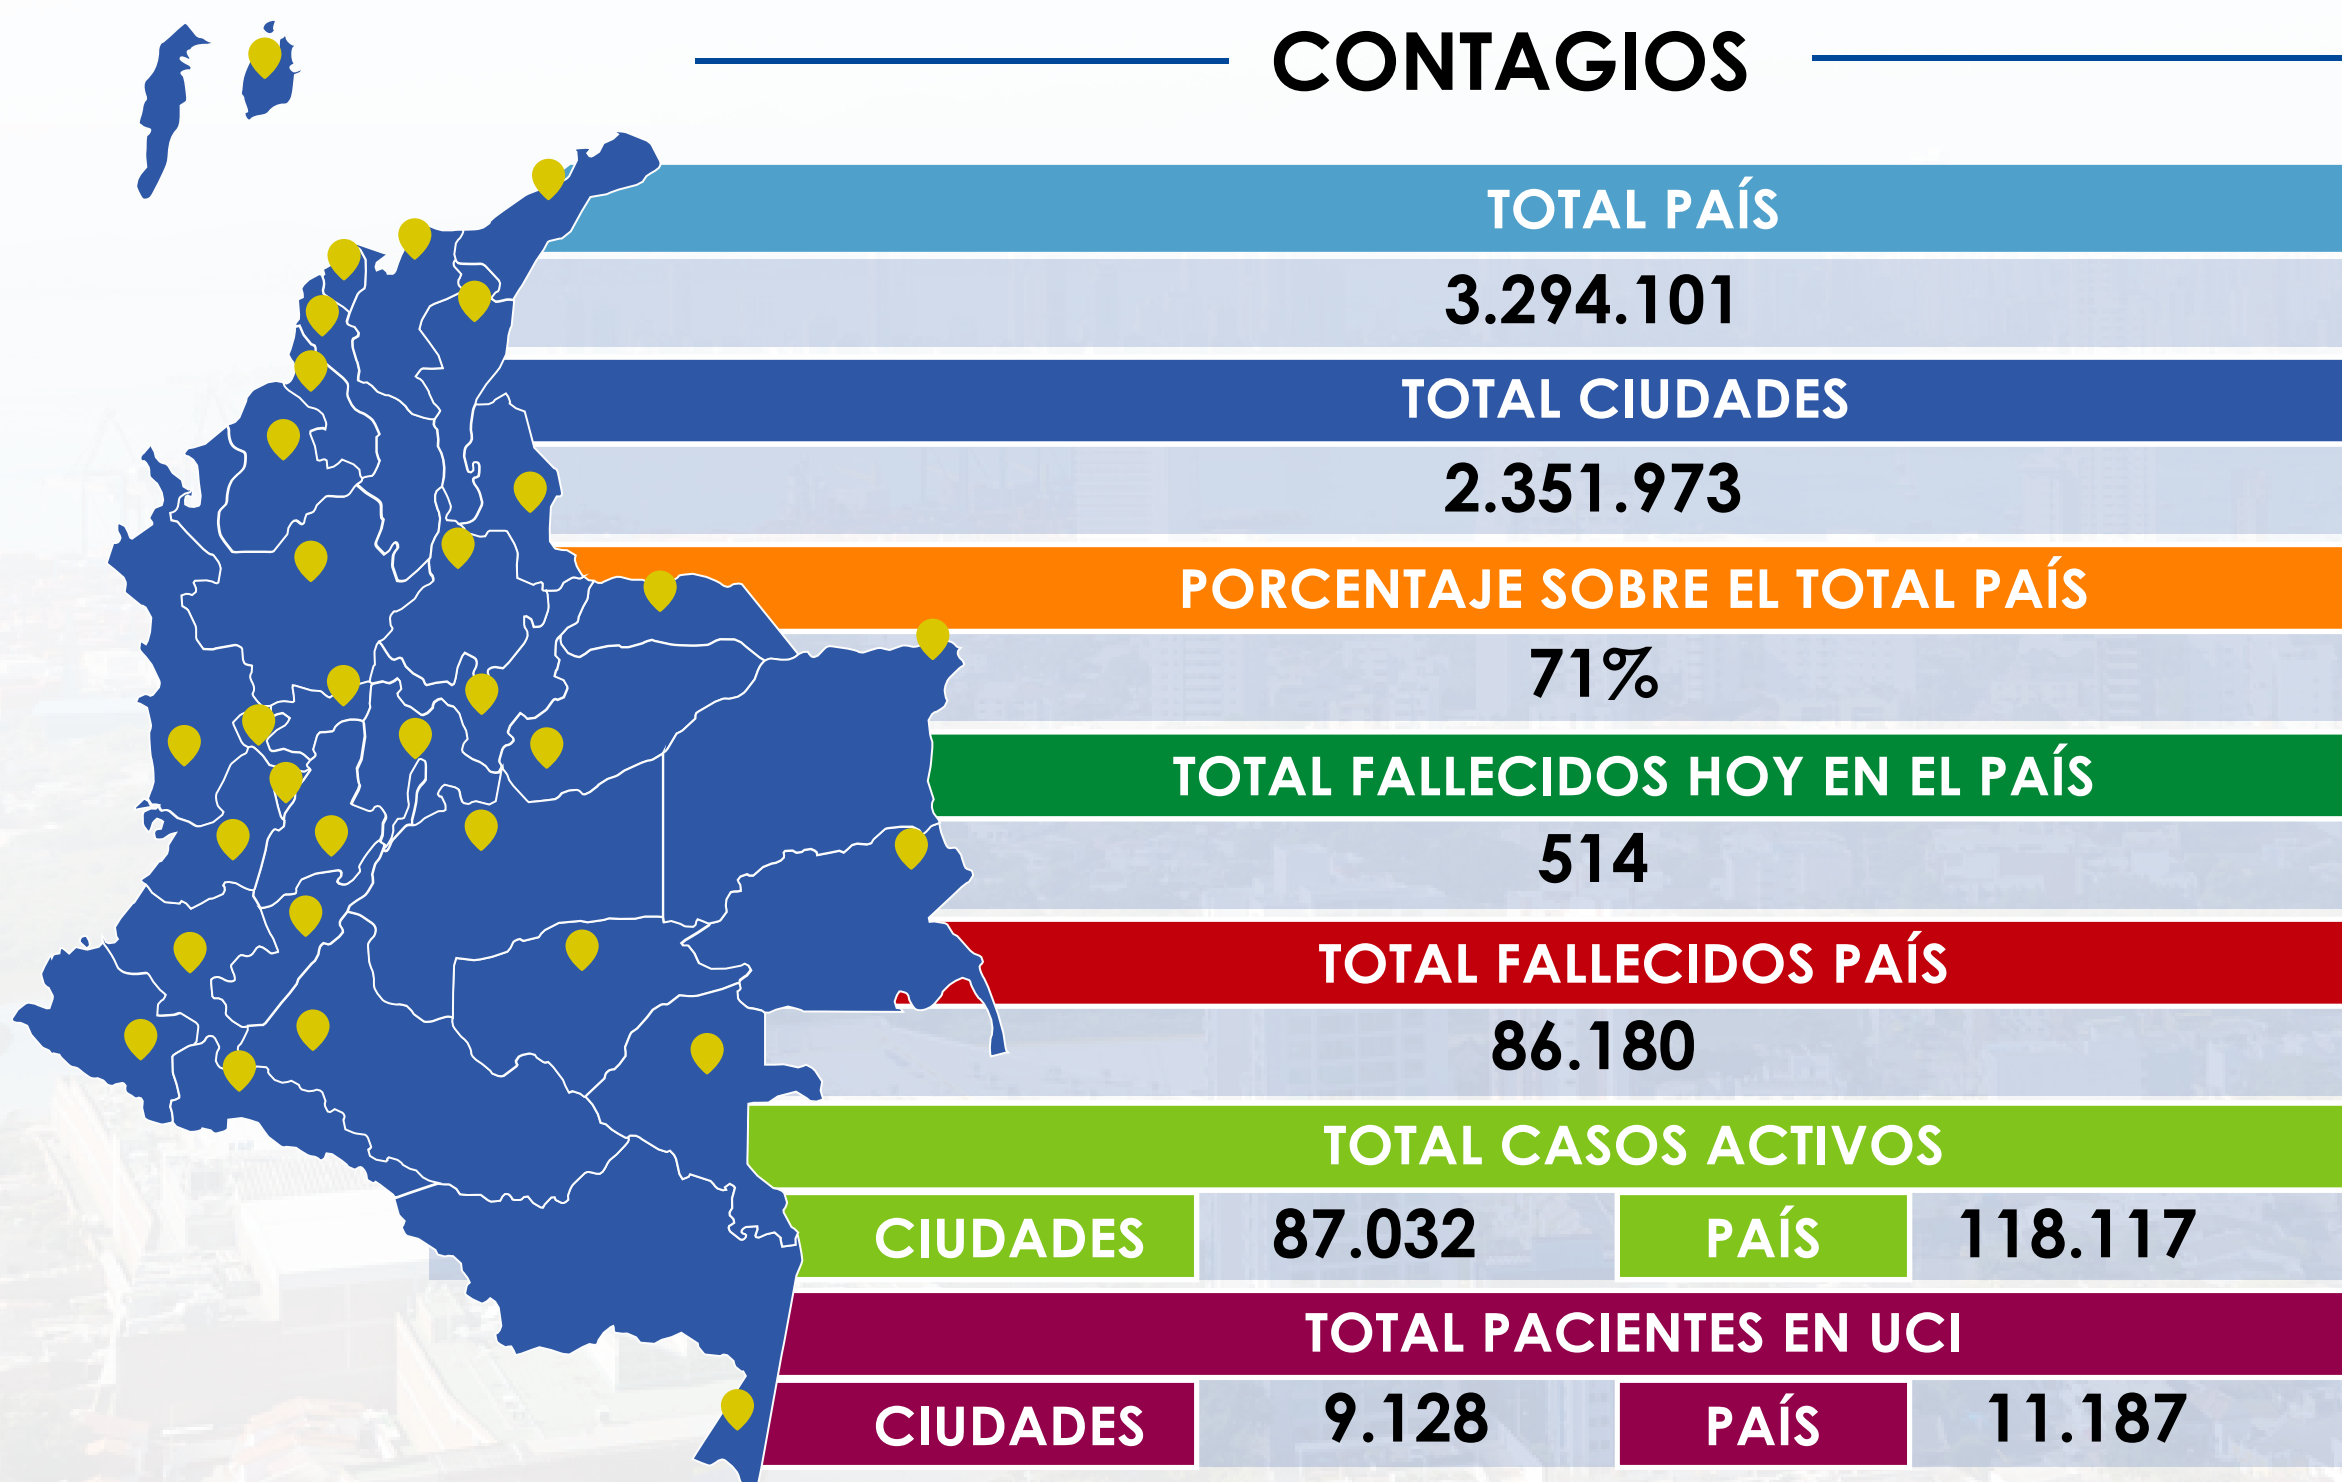 CONTAGIOS
TOTAL PAÍS
3.294.101
TOTAL CIUDADES
2.351.973
PORCENTAJE SOBRE EL TOTAL PAÍS
71%
TOTAL FALLECIDOS HOY EN EL PAÍS
514
TOTAL FALLECIDOS PAÍS
86.180
TOTAL CASOS ACTIVOS
CIUDADES 87.032 PAÍS 118.117
TOTAL PACIENTES EN UCI
CIUDADES 9.128 PAÍS 11.187